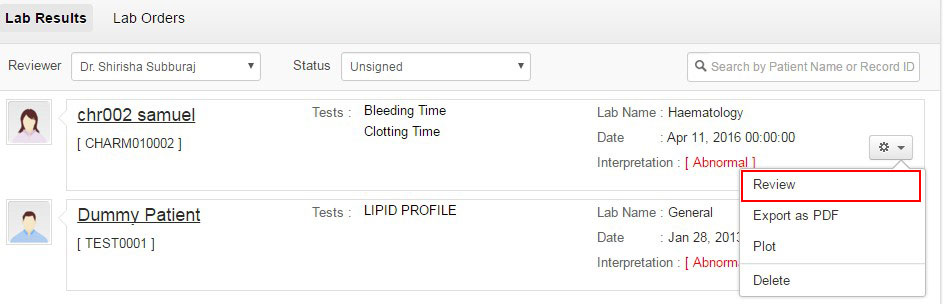 Lab Results Lab Orders
Reviewer Dr. Shirisha Subburaj Status Unsigned Search by Patient Name or Record ID
chr002 samuel Tests : Bleeding Time Lab Name : Haematology
Clotting Time
[ CHARM010002 ] Date : Apr 11, 2016 00:00:00
Interpretation : [ Abnormal ]
Review
Dummy Patient Tests : LIPID PROFILE Lab Name : General Export as PDF
[ TEST0001 ] Date : Jan 28, 2013 Plot
Interpretation : [ Abnorm
Delete